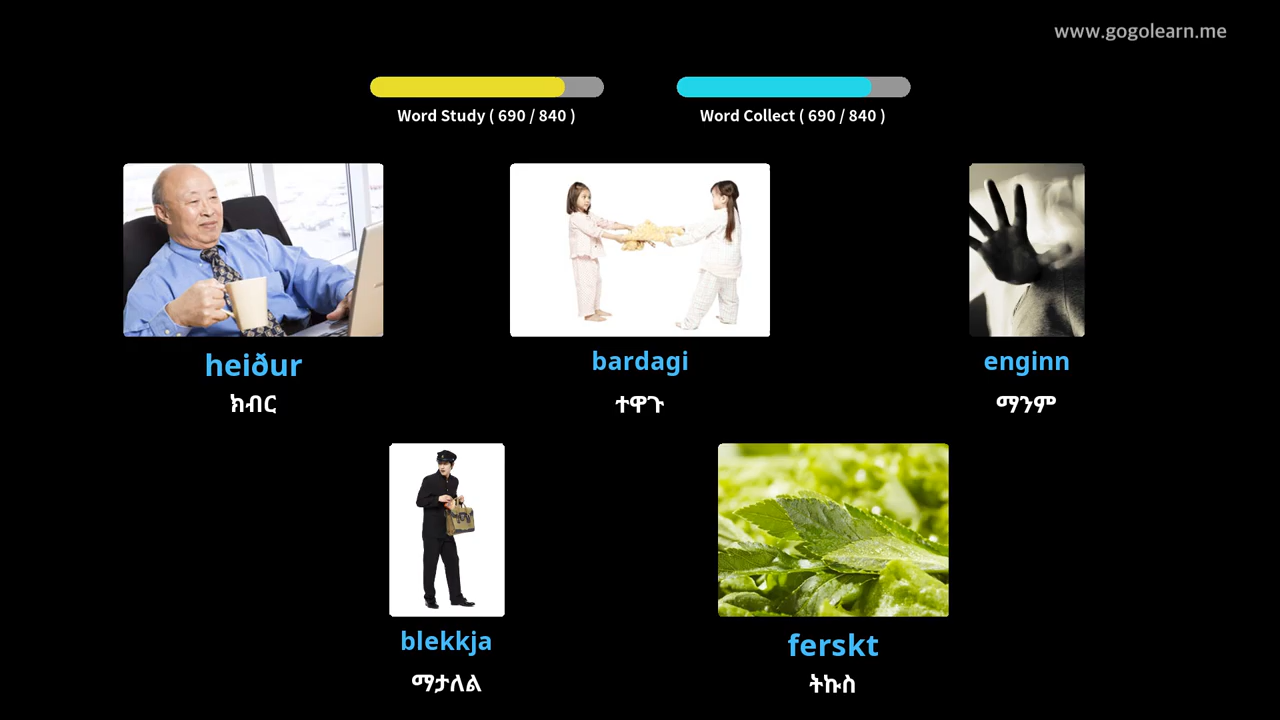 www.gogolearn.me
Word Study ( 690 / 840 )
Word Collect ( 690 / 840 )
heiður
ክብር
bardagi
ተዋጉ
enginn
ማንም
blekkja
ማታለል
ferskt
ትኩስ